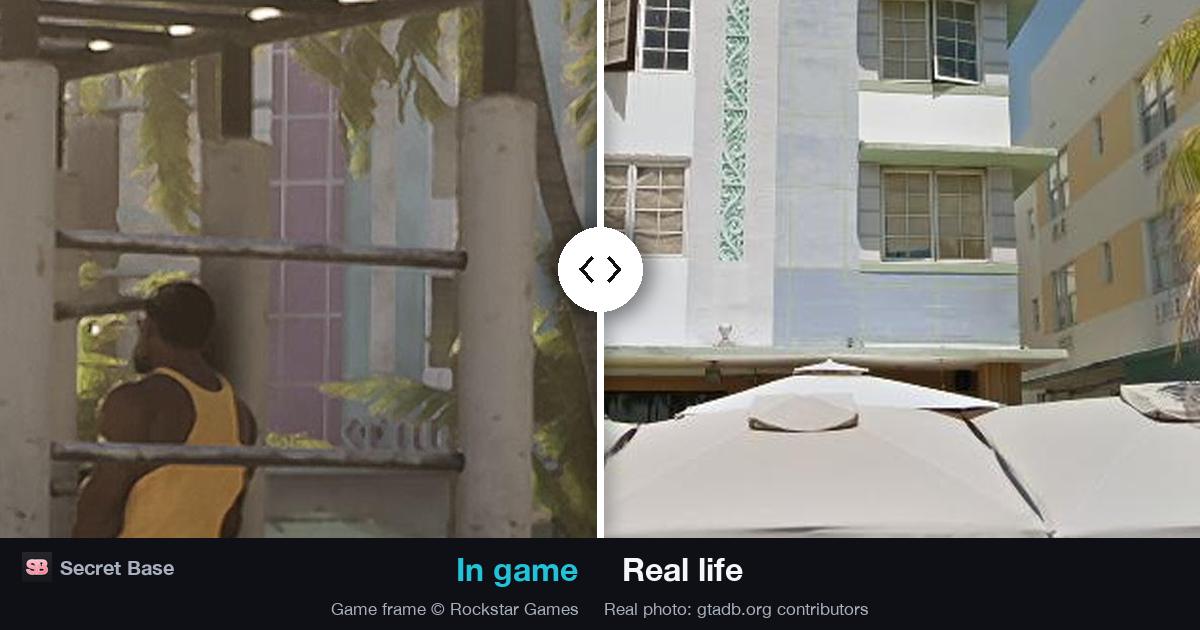 SB Secret Base
In game
Real life
Game frame © Rockstar Games
Real photo: gtadb.org contributors